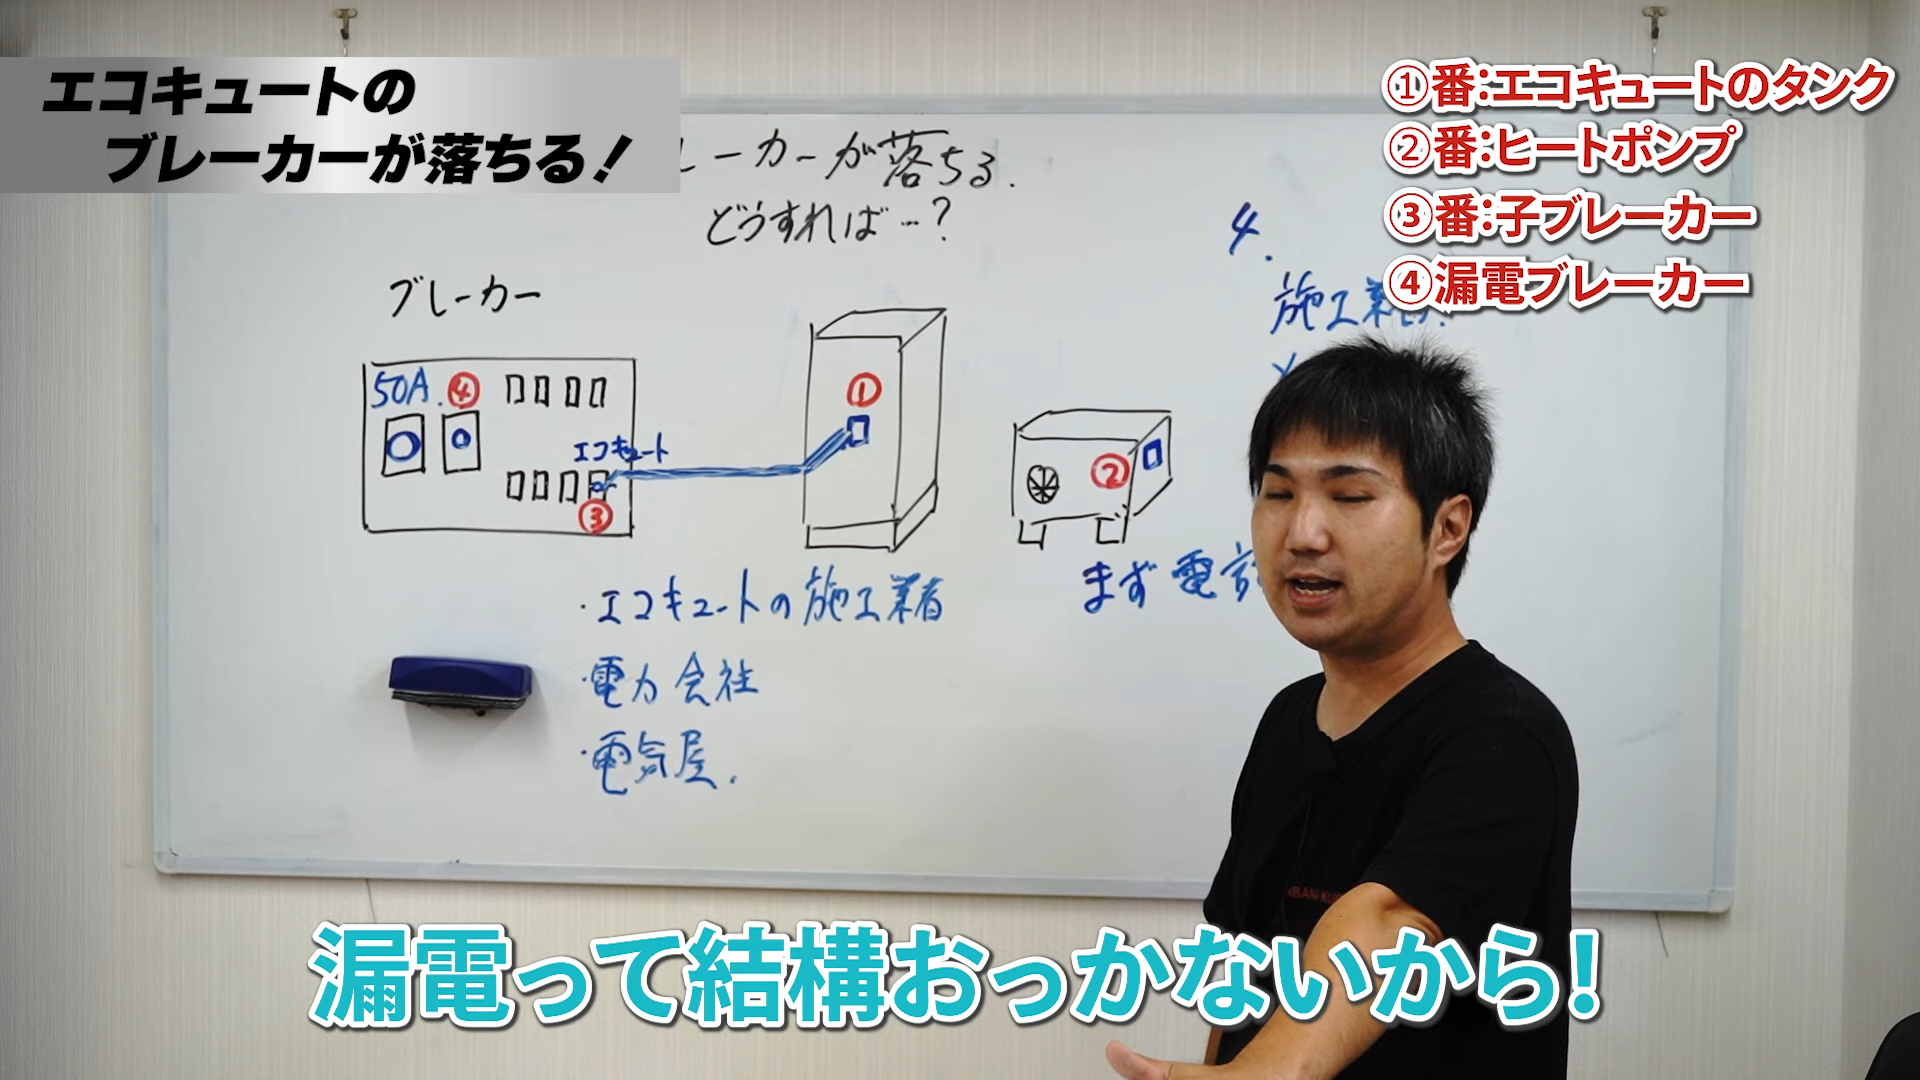 エコキュートの
ブレーカーが落ちる!
①番:エコキュートのタンク
②番:ヒートポンプ
③番:子ブレーカー
④漏電ブレーカー
レーカーが落ちる.
どうすれば…?
4.
施工業
ブレーカー
50A.
④
エコキュート
③
①
②
まず電
・エコキュートの施工業者
・電力会社
・電気屋.
漏電って結構おっかないから!